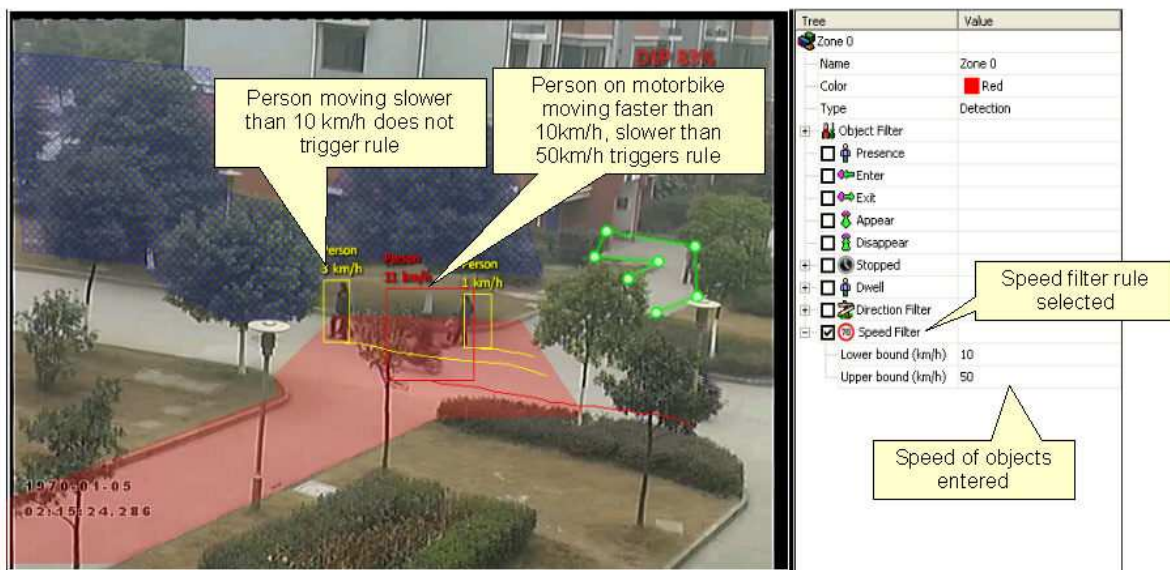 DSP 83%
Person moving slower
than 10 km/h does not
trigger rule
Person on motorbike
moving faster than
10km/h, slower than
50km/h triggers rule
Person
3 km/h
Person
11 km/h
Person
1 km/h
1970-01-05
02:15:24.286
Tree Value
Zone 0
Name Zone 0
Color Red
Type Detection
Object Filter
Presence
Enter
Exit
Appear
Disappear
Stopped
Dwell
Direction Filter
70 Speed Filter
Lower bound (km/h) 10
Upper bound (km/h) 50
Speed filter rule
selected
Speed of objects
entered